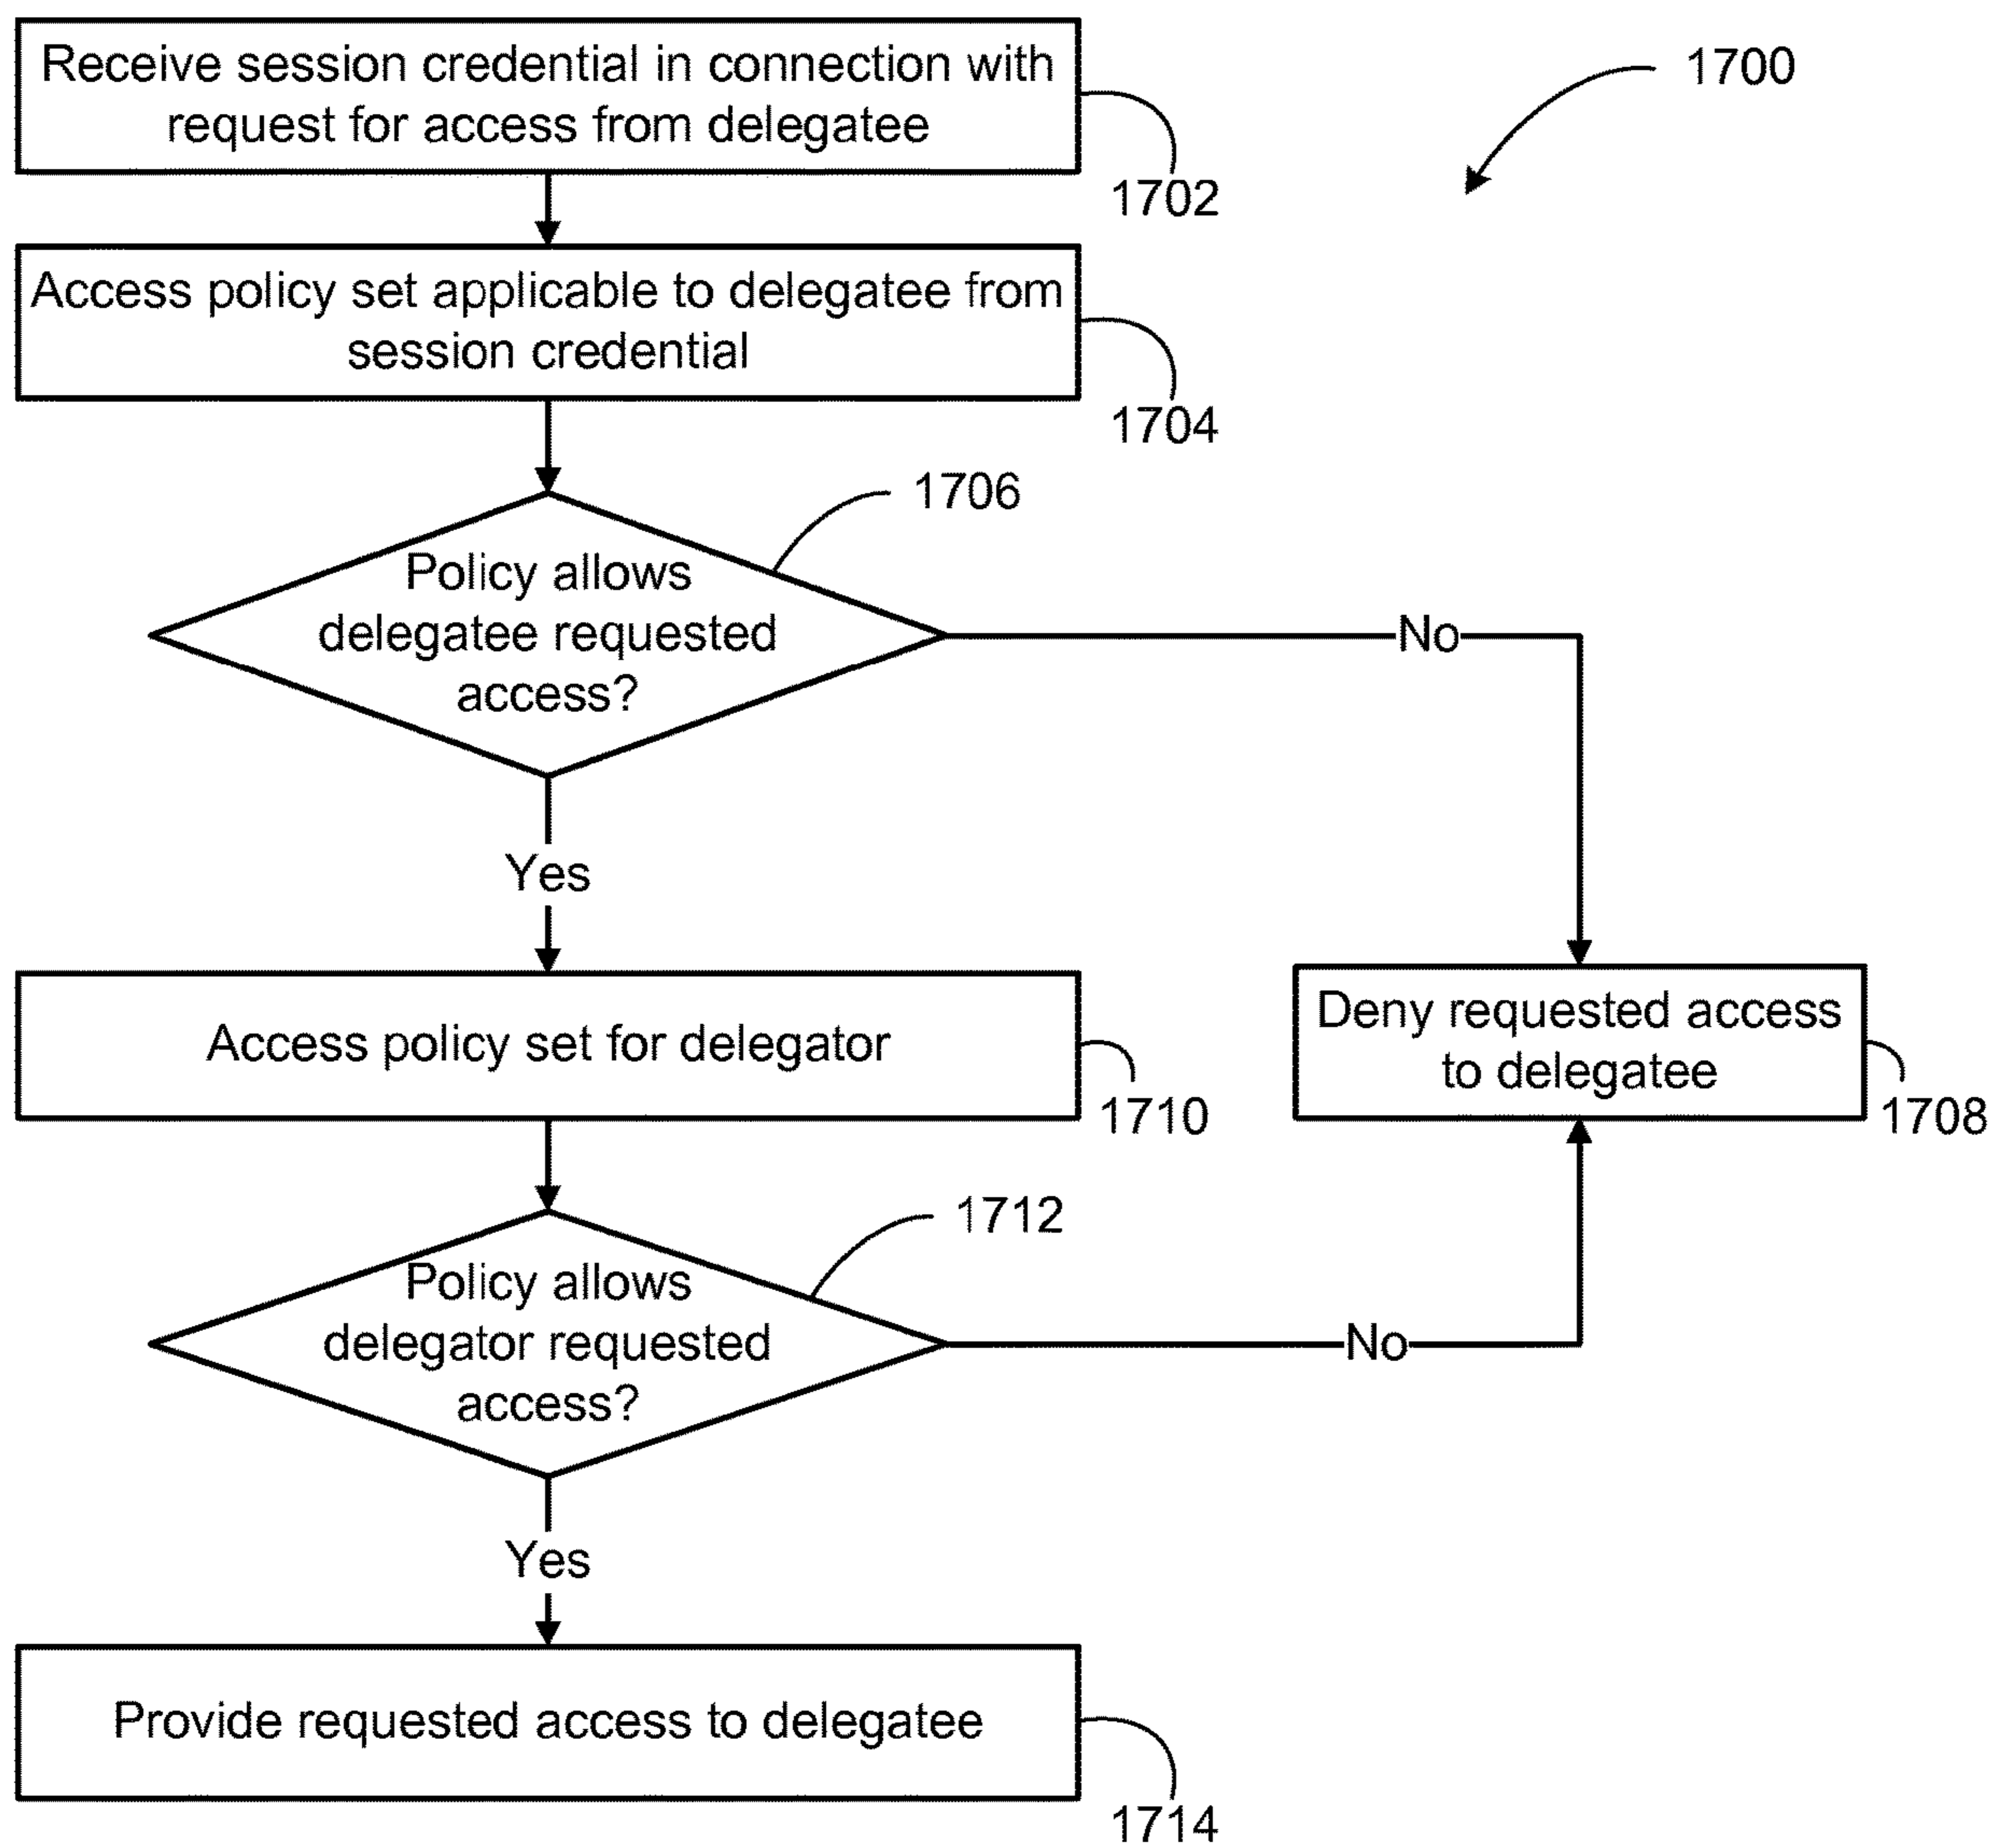 Receive session credential in connection with
request for access from delegatee
1700
1702
Access policy set applicable to delegatee from
session credential
1704
1706
Policy allows
delegatee requested
access?
No
Yes
Access policy set for delegator
1710
Deny requested access
to delegatee
1708
1712
Policy allows
delegator requested
access?
No
Yes
Provide requested access to delegatee
1714